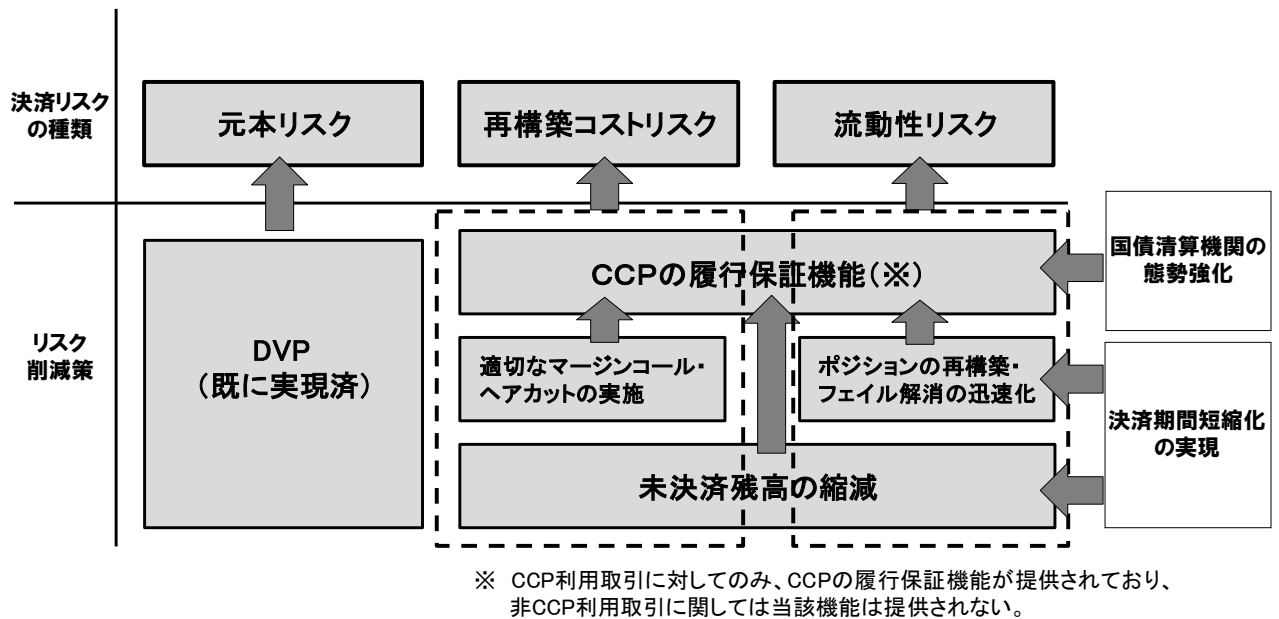 決済リスク
の種類
元本リスク
再構築コストリスク
流動性リスク
リスク
削減策
DVP
(既に実現済)
CCPの履行保証機能(※)
適切なマージンコール・
ヘアカットの実施
ポジションの再構築・
フェイル解消の迅速化
未決済残高の縮減
国債清算機関の
態勢強化
決済期間短縮化
の実現
※ CCP利用取引に対してのみ、CCPの履行保証機能が提供されており、
非CCP利用取引に関しては当該機能は提供されない。